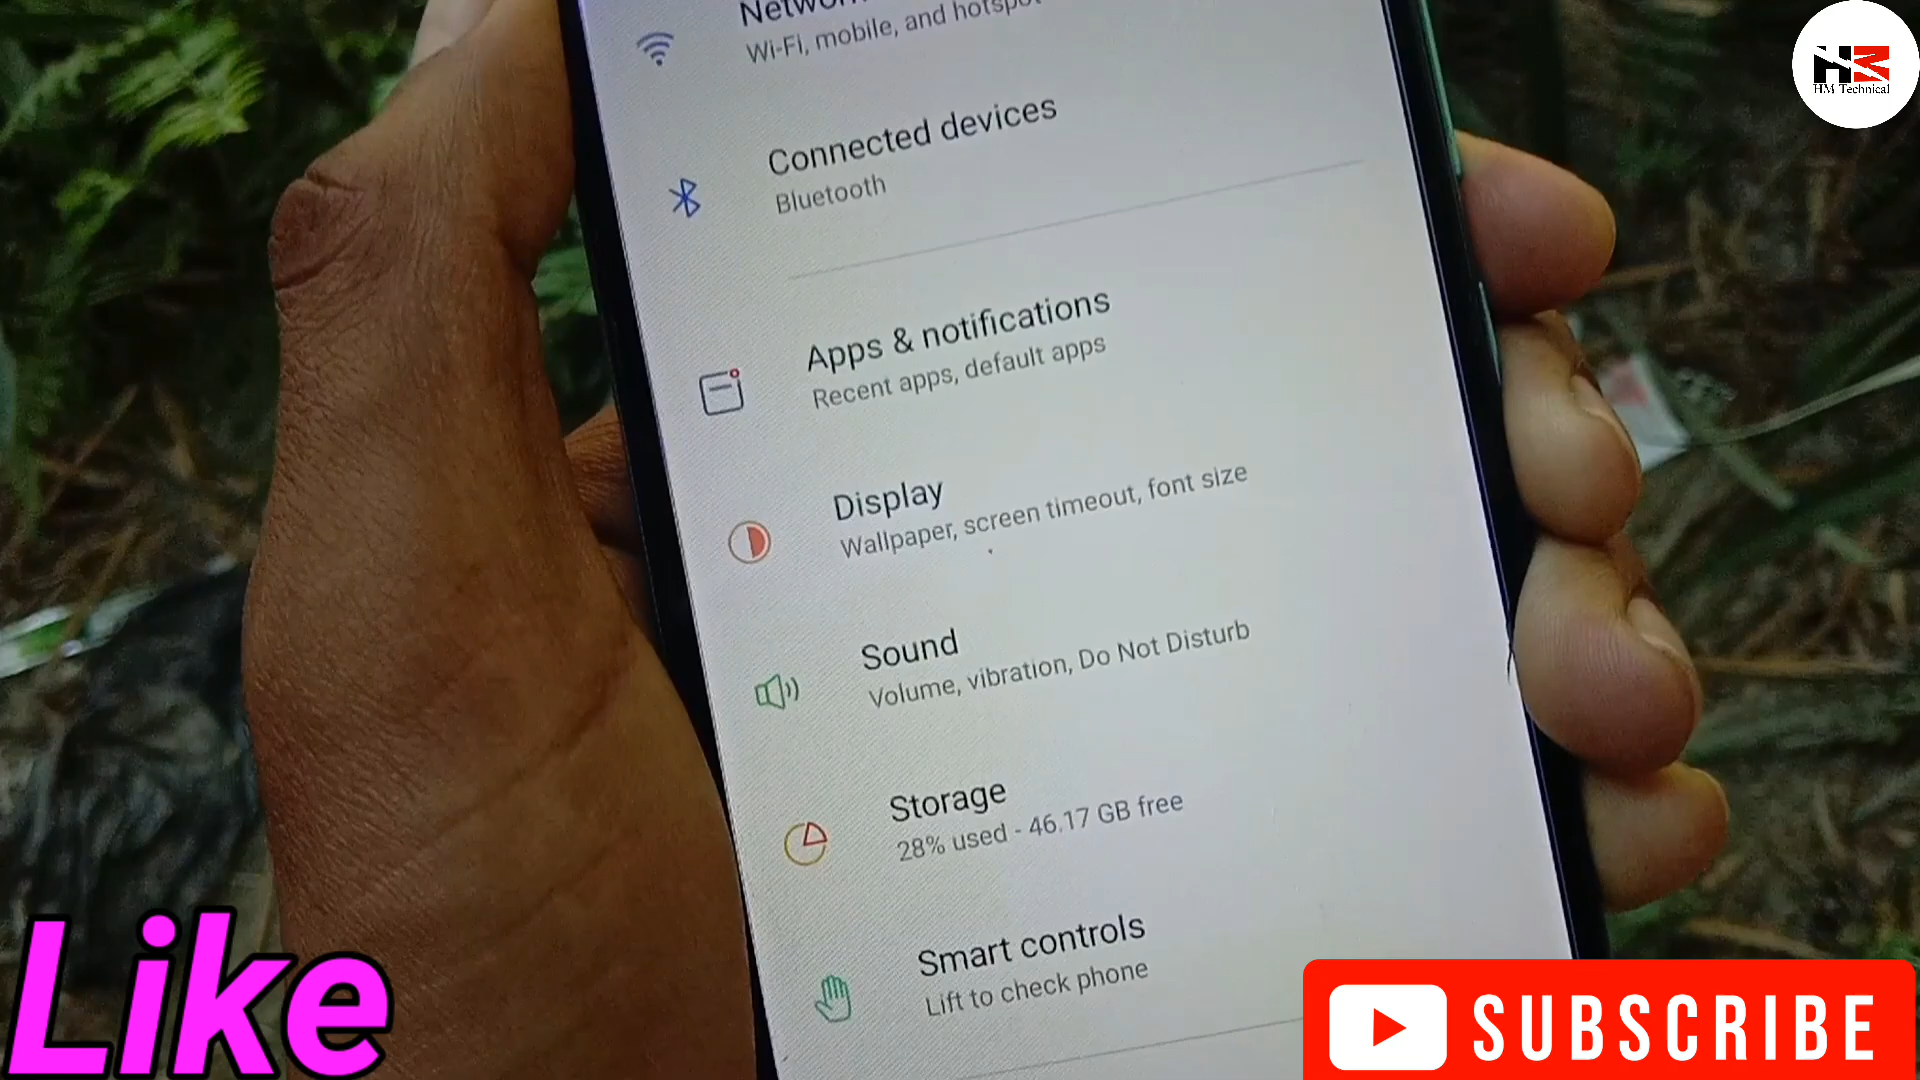 Network
Wi-Fi, mobile, and hotspot
HM Technical
Connected devices
Bluetooth
Apps & notifications
Recent apps, default apps
Display
Wallpaper, screen timeout, font size
Sound
Volume, vibration, Do Not Disturb
Storage
28% used - 46.17 GB free
Smart controls
Lift to check phone
Like
SUBSCRIBE